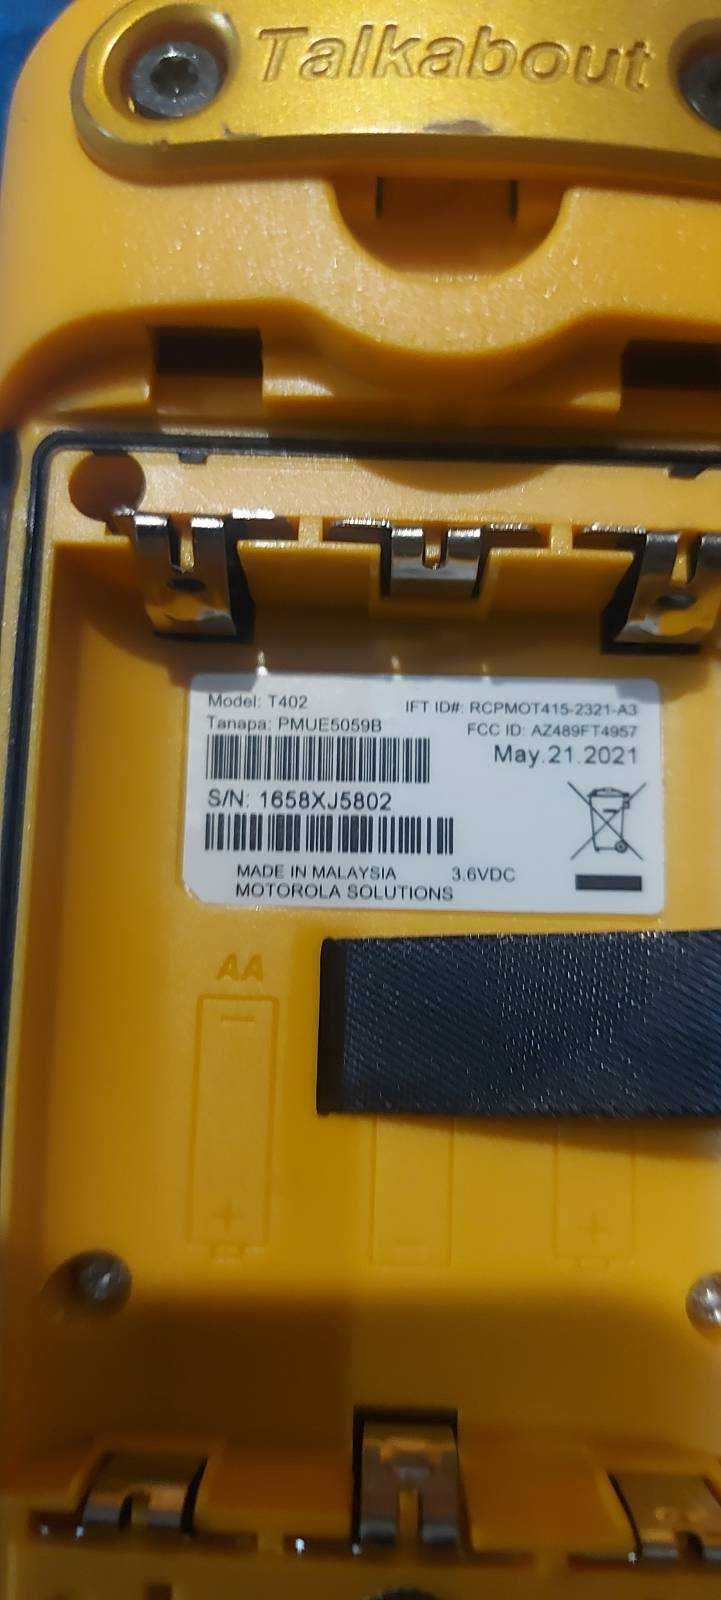 Talkabout
Model: T402
IFT ID#: RCPMOT415-2321-A3
Tanapa: PMUE5059B
FCC ID: AZ489FT4957
May.21.2021
S/N: 1658XJ5802
MADE IN MALAYSIA 3.6VDC
MOTOROLA SOLUTIONS
AA